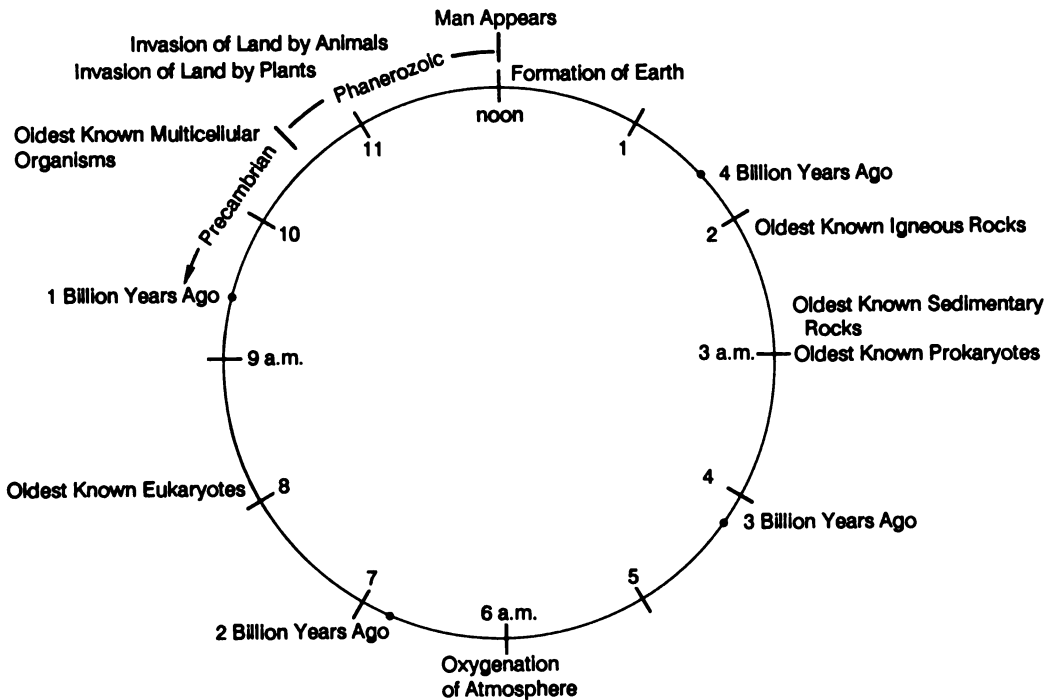 Man Appears
Invasion of Land by Animals
Invasion of Land by Plants
Phanerozoic
Formation of Earth
noon
Oldest Known Multicellular
Organisms
11
1
Precambrian
4 Billion Years Ago
10
2
Oldest Known Igneous Rocks
1 Billion Years Ago
Oldest Known Sedimentary
Rocks
9 a.m.
3 a.m.
Oldest Known Prokaryotes
Oldest Known Eukaryotes
8
4
3 Billion Years Ago
7
5
2 Billion Years Ago
6 a.m.
Oxygenation
of Atmosphere